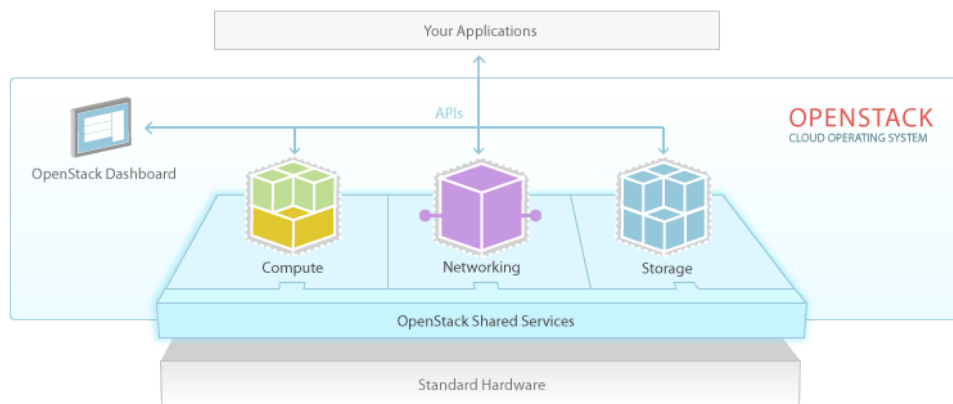 Your Applications
APIs
OPENSTACK
CLOUD OPERATING SYSTEM
OpenStack Dashboard
Compute
Networking
Storage
OpenStack Shared Services
Standard Hardware